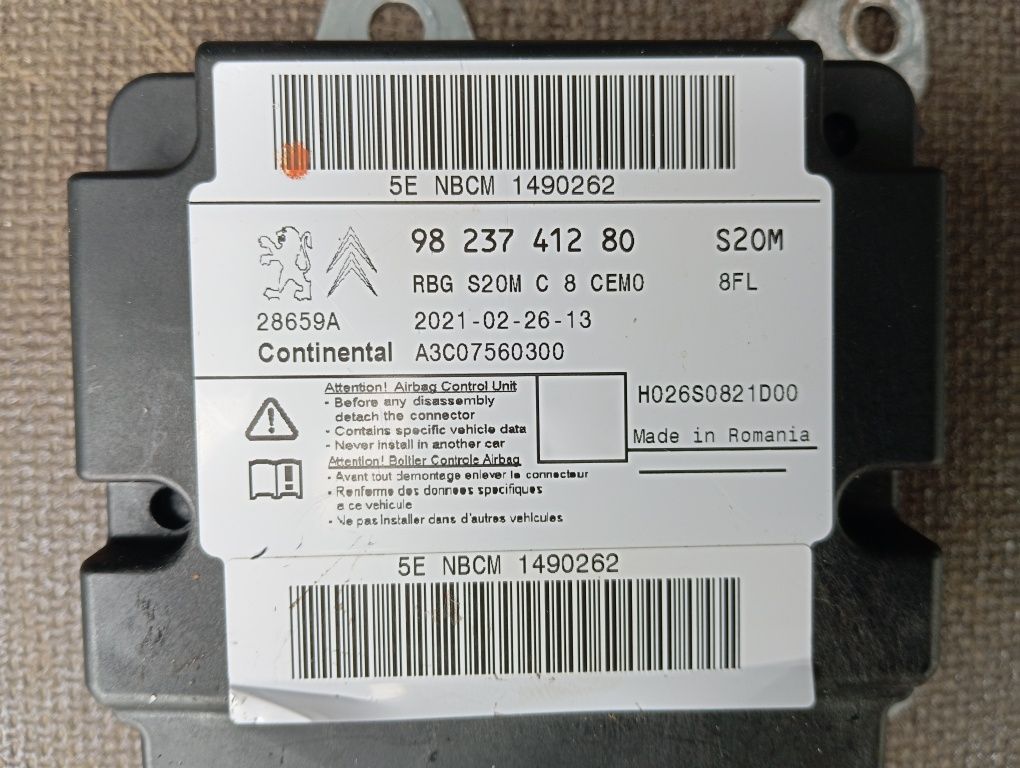 5E NBCM 1490262
98 237 412 80 S20M
RBG S20M C 8 CEM0 8FL
28659A 2021-02-26-13
Continental A3C07560300
H026S0821D00
Made in Romania
Attention! Airbag Control Unit
- Before any disassembly
detach the connector
- Contains specific vehicle data
- Never install in another car
Attention! Boîtier Controle Airbag
- Avant tout demontage enlever le connecteur
- Renferme des donnees specifiques
a ce vehicule
- Ne pas installer dans d'autres vehicules
5E NBCM 1490262